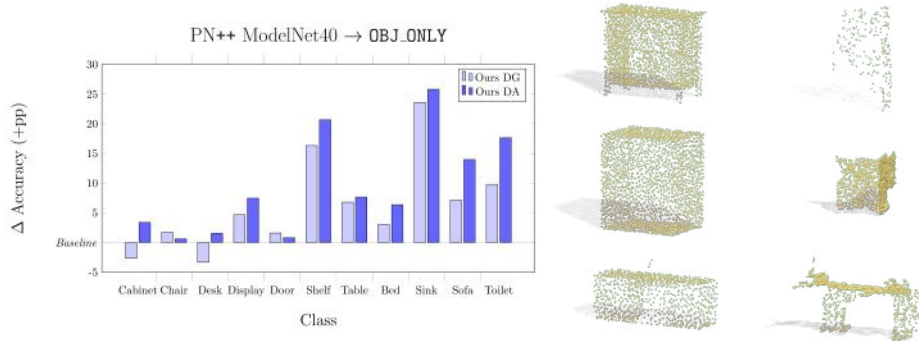 PN++ ModelNet40 → OBJ_ONLY
30
25
20
15
10
5
Baseline
-5
Δ Accuracy (+pp)
Ours DG
Ours DA
Cabinet Chair Desk Display Door Shelf Table Bed Sink Sofa Toilet
Class